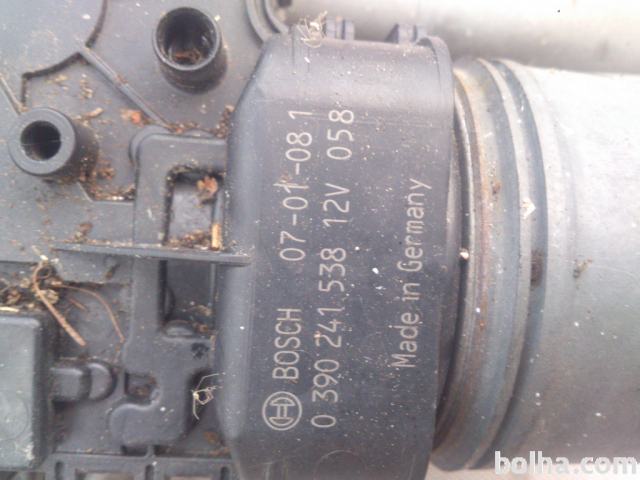 BOSCH 07-01-08 1
0 390 241 538 12V 058
Made in Germany
bolha.com